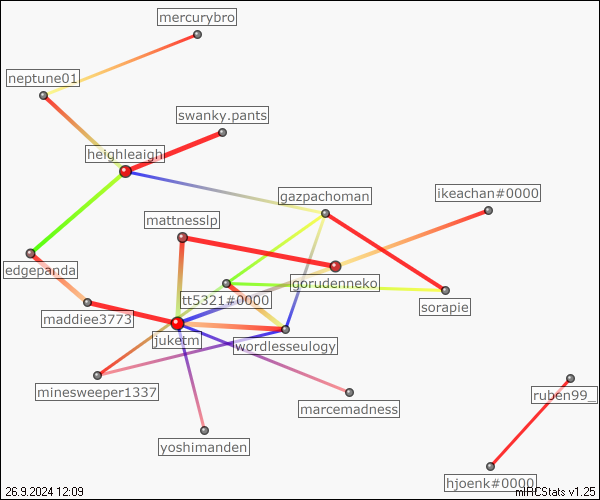 mercurybro
neptune01
swanky.pants
heighleaigh
ikeachan#0000
gazpachoman
mattnesslp
edgepanda
gorudenneko
tt5321#0000
sorapie
maddiee3773
juketm
wordlesseulogy
minesweeper1337
ruben99_
marcemadness
yoshimanden
hjoenk#0000
26.9.2024 12:09
mIRCStats v1.25